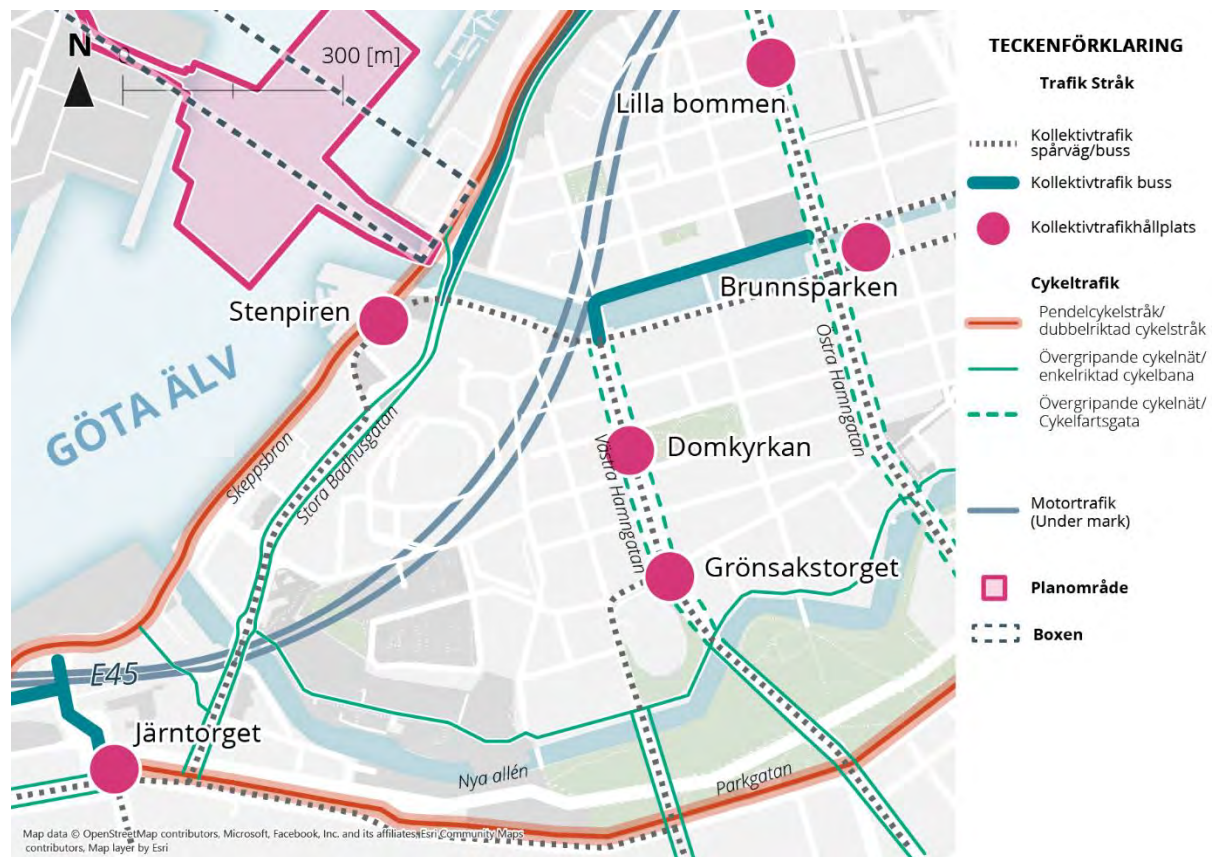 N
0
300 [m]
Lilla bommen
Brunnsparken
Stenpiren
GÖTA ÄLV
Skeppsbron
Stora Badhusgatan
Östra Hamngatan
Domkyrkan
Västra Hamngatan
Grönsakstorget
E45
Järntorget
Nya allén
Parkgatan
Map data © OpenStreetMap contributors, Microsoft, Facebook, Inc. and its affiliates, Esri Community Maps
contributors, Map layer by Esri
TECKENFÖRKLARING
Trafik Stråk
Kollektivtrafik
spårväg/buss
Kollektivtrafik buss
Kollektivtrafikhållplats
Cykeltrafik
Pendelcykelstråk/
dubbelriktad cykelstråk
Övergripande cykelnät/
enkelriktad cykelbana
Övergripande cykelnät/
Cykelfartsgata
Motortrafik
(Under mark)
Planområde
Boxen